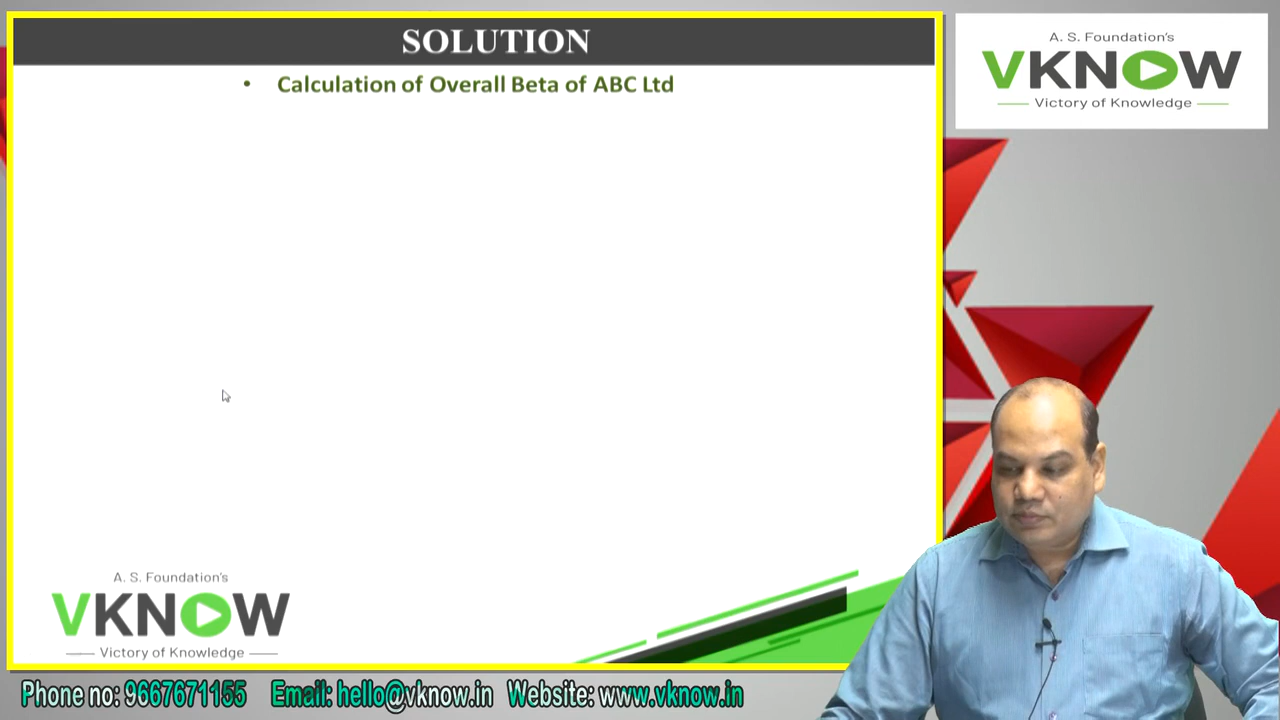 SOLUTION
• Calculation of Overall Beta of ABC Ltd
A. S. Foundation's
VKNOW
Victory of Knowledge
A. S. Foundation's
VKNOW
Victory of Knowledge
Phone no: 9667671155 Email: hello@vknow.in Website: www.vknow.in